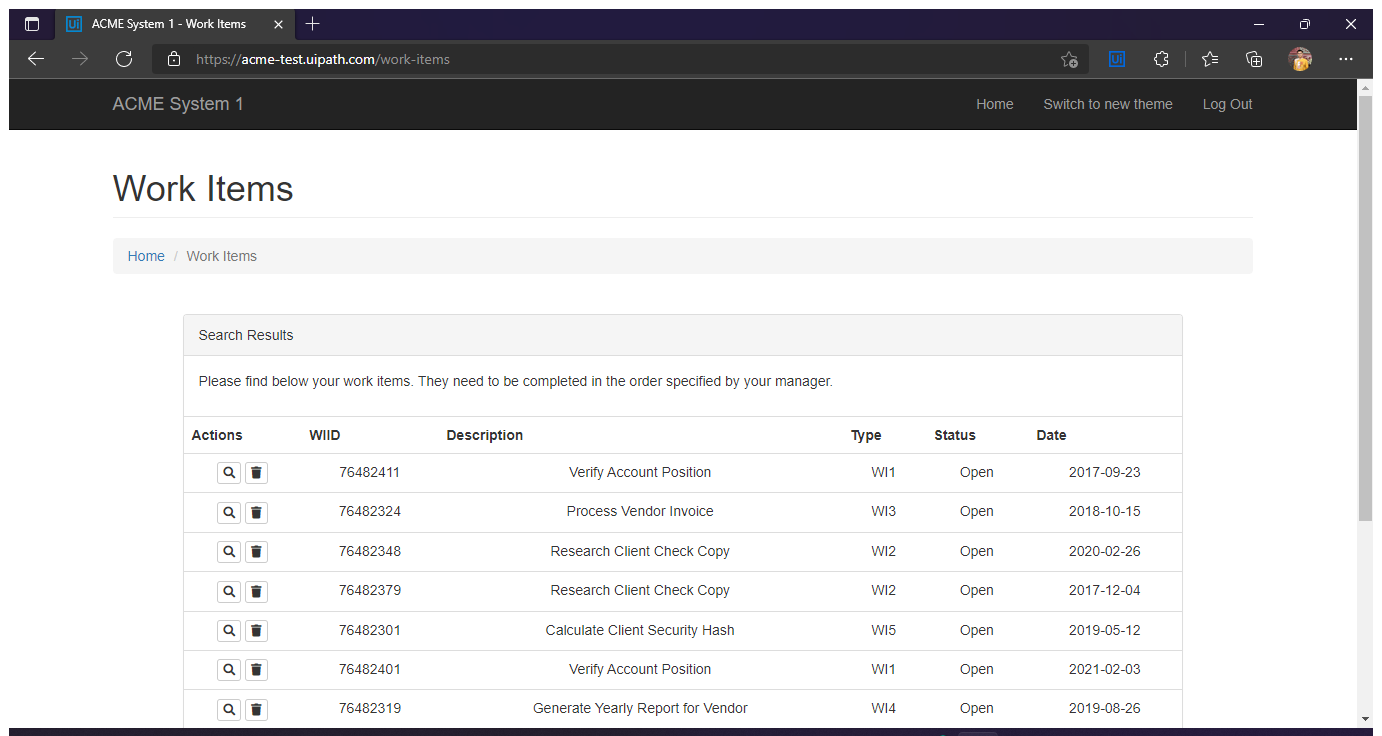 Ui ACME System 1 - Work Items
https://acme-test.uipath.com/work-items Ui
ACME System 1 Home Switch to new theme Log Out
Work Items
Home / Work Items
Search Results
Please find below your work items. They need to be completed in the order specified by your manager.
Actions WIID Description Type Status Date
76482411 Verify Account Position WI1 Open 2017-09-23
76482324 Process Vendor Invoice WI3 Open 2018-10-15
76482348 Research Client Check Copy WI2 Open 2020-02-26
76482379 Research Client Check Copy WI2 Open 2017-12-04
76482301 Calculate Client Security Hash WI5 Open 2019-05-12
76482401 Verify Account Position WI1 Open 2021-02-03
76482319 Generate Yearly Report for Vendor WI4 Open 2019-08-26